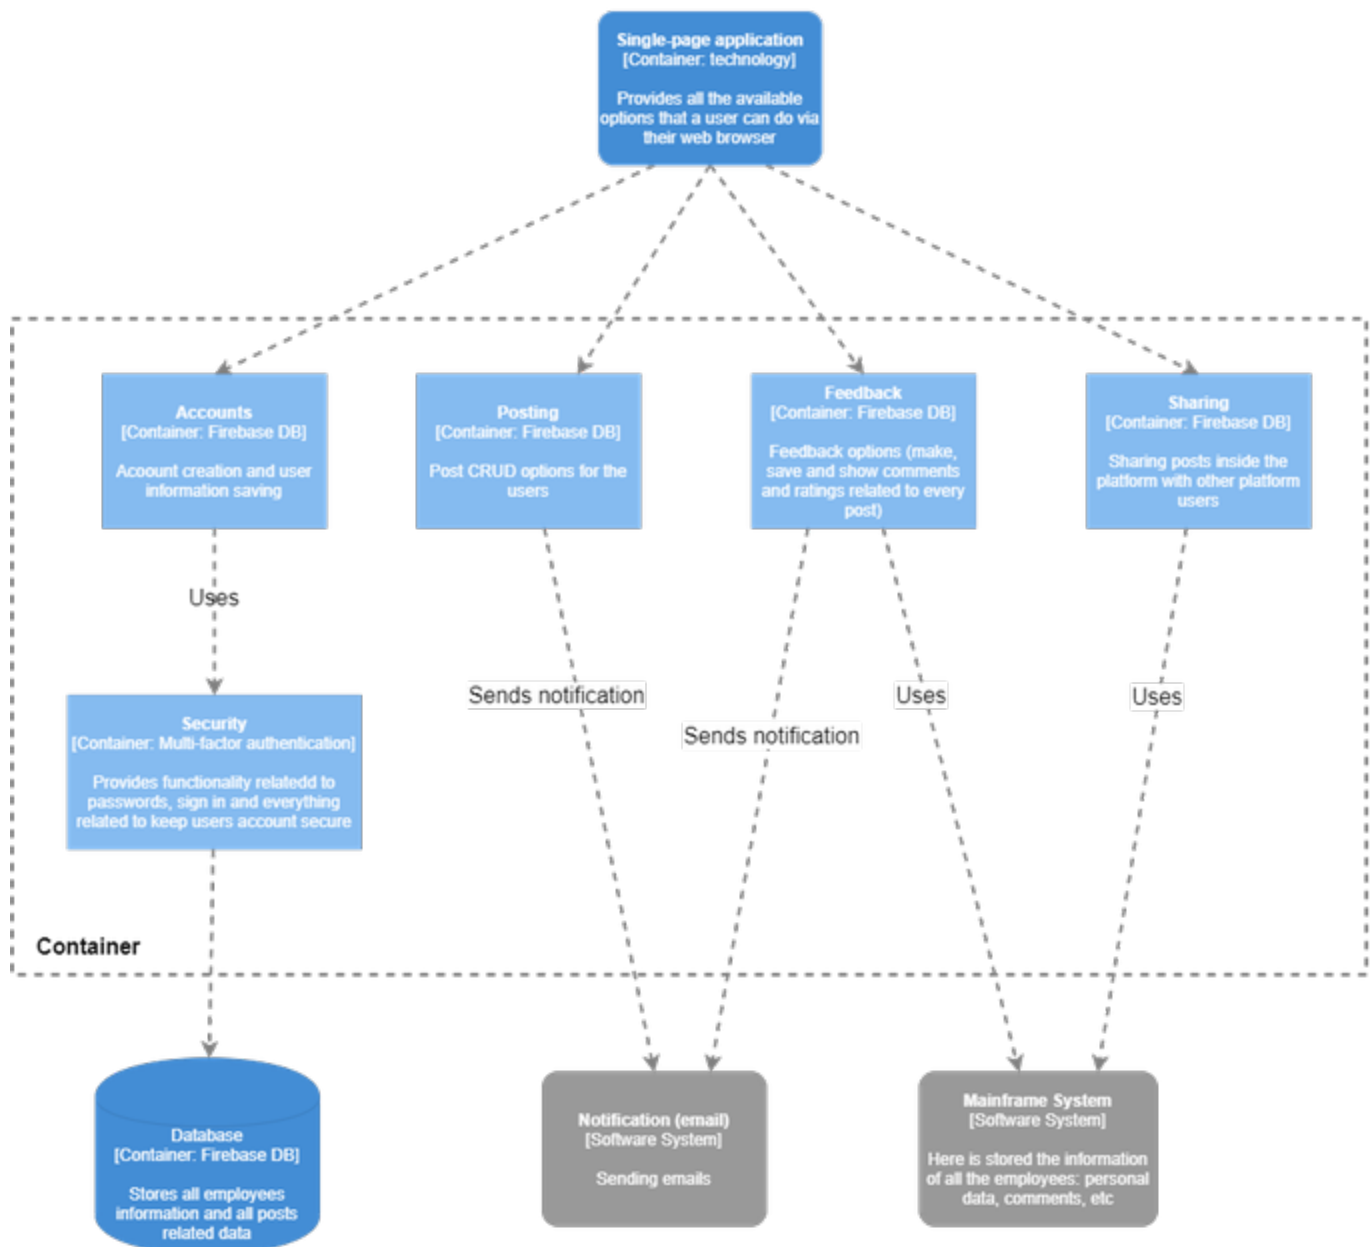 Single-page application
[Container: technology]
Provides all the available
options that a user can do via
their web browser
Accounts
[Container: Firebase DB]
Account creation and user
information saving
Posting
[Container: Firebase DB]
Post CRUD options for the
users
Feedback
[Container: Firebase DB]
Feedback options (make,
save and show comments
and ratings related to every
post)
Sharing
[Container: Firebase DB]
Sharing posts inside the
platform with other platform
users
Uses
Sends notification
Sends notification
Uses
Uses
Security
[Container: Multi-factor authentication]
Provides functionality relatedd to
passwords, sign in and everything
related to keep users account secure
Container
Database
[Container: Firebase DB]
Stores all employees
information and all posts
related data
Notification (email)
[Software System]
Sending emails
Mainframe System
[Software System]
Here is stored the information
of all the employees: personal
data, comments, etc